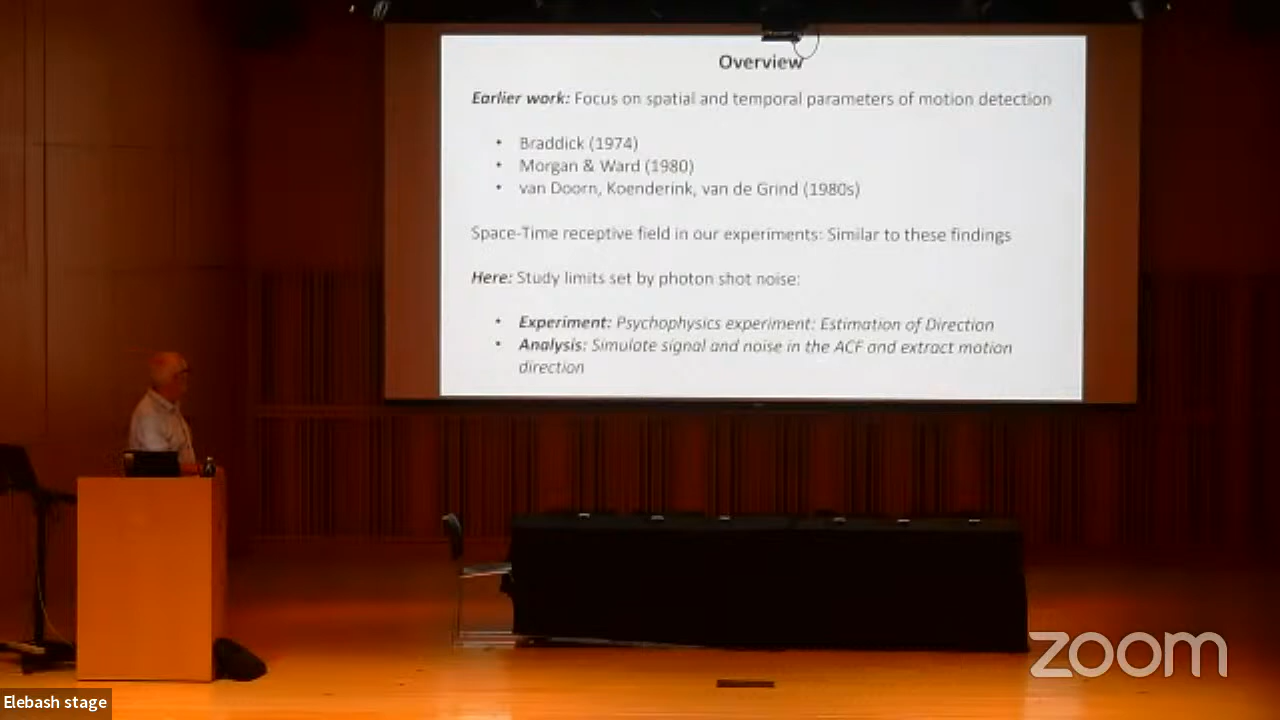 Overview
Earlier work: Focus on spatial and temporal parameters of motion detection
• Braddick (1974)
• Morgan & Ward (1980)
• van Doorn, Koenderink, van de Grind (1980s)
Space-Time receptive field in our experiments: Similar to these findings
Here: Study limits set by photon shot noise:
• Experiment: Psychophysics experiment: Estimation of Direction
• Analysis: Simulate signal and noise in the ACF and extract motion
direction
zoom
Elebash stage